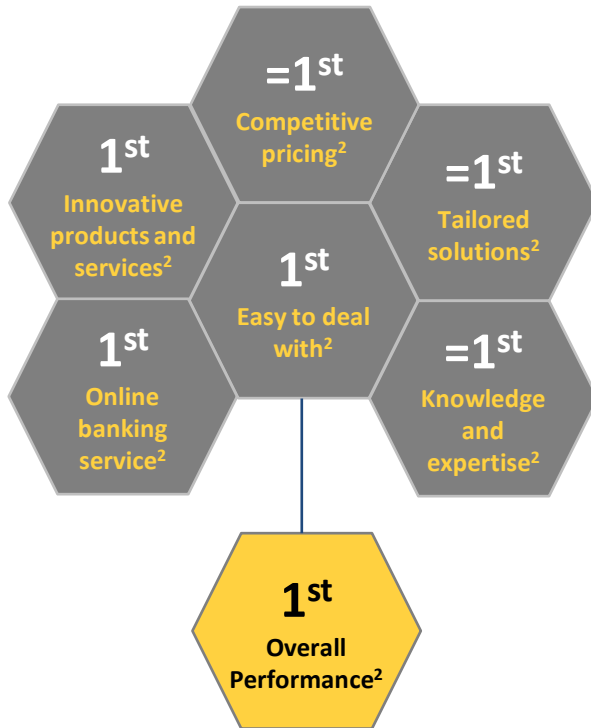 =1st
Competitive
pricing²
1st
Innovative
products and
services²
=1st
Tailored
solutions²
1st
Easy to deal
with²
1st
Online
banking
service²
=1st
Knowledge
and
expertise²
1st
Overall
Performance²